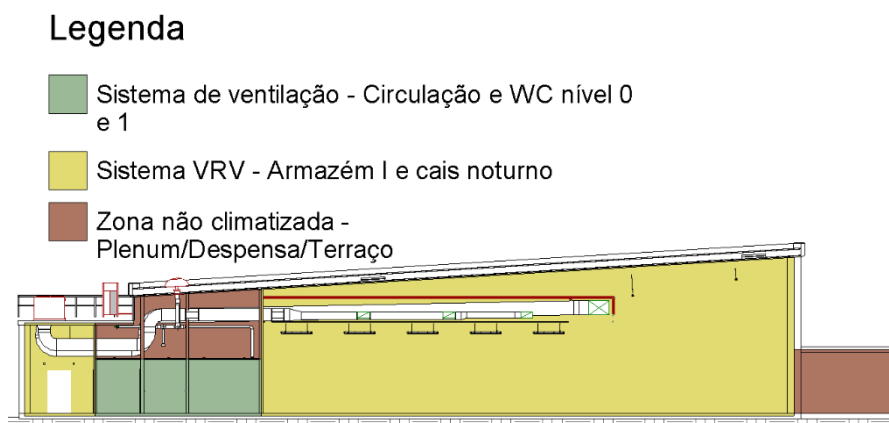 Legenda
Sistema de ventilação - Circulação e WC nível 0
e 1
Sistema VRV - Armazém I e cais noturno
Zona não climatizada -
Plenum/Despensa/Terraço